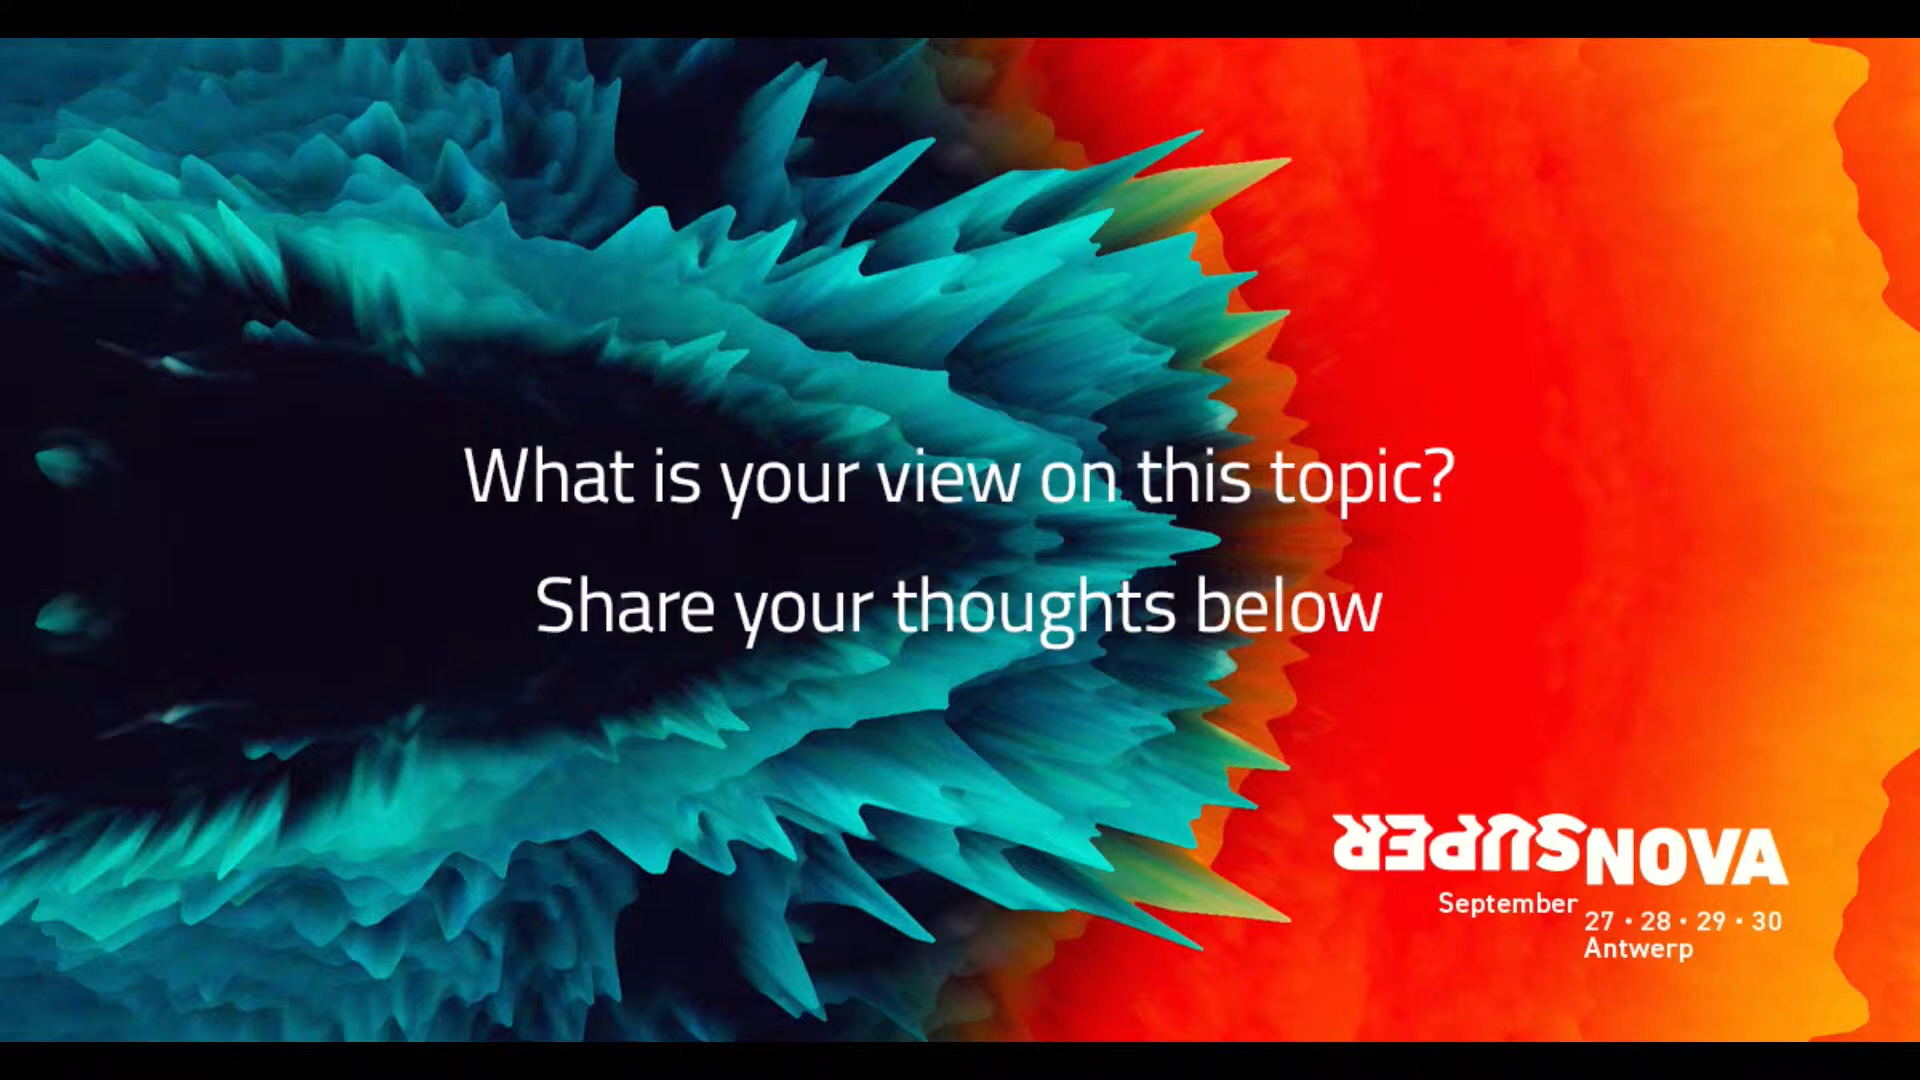 What is your view on this topic?
Share your thoughts below
SUPERNOVA
September
27 • 28 • 29 • 30
Antwerp